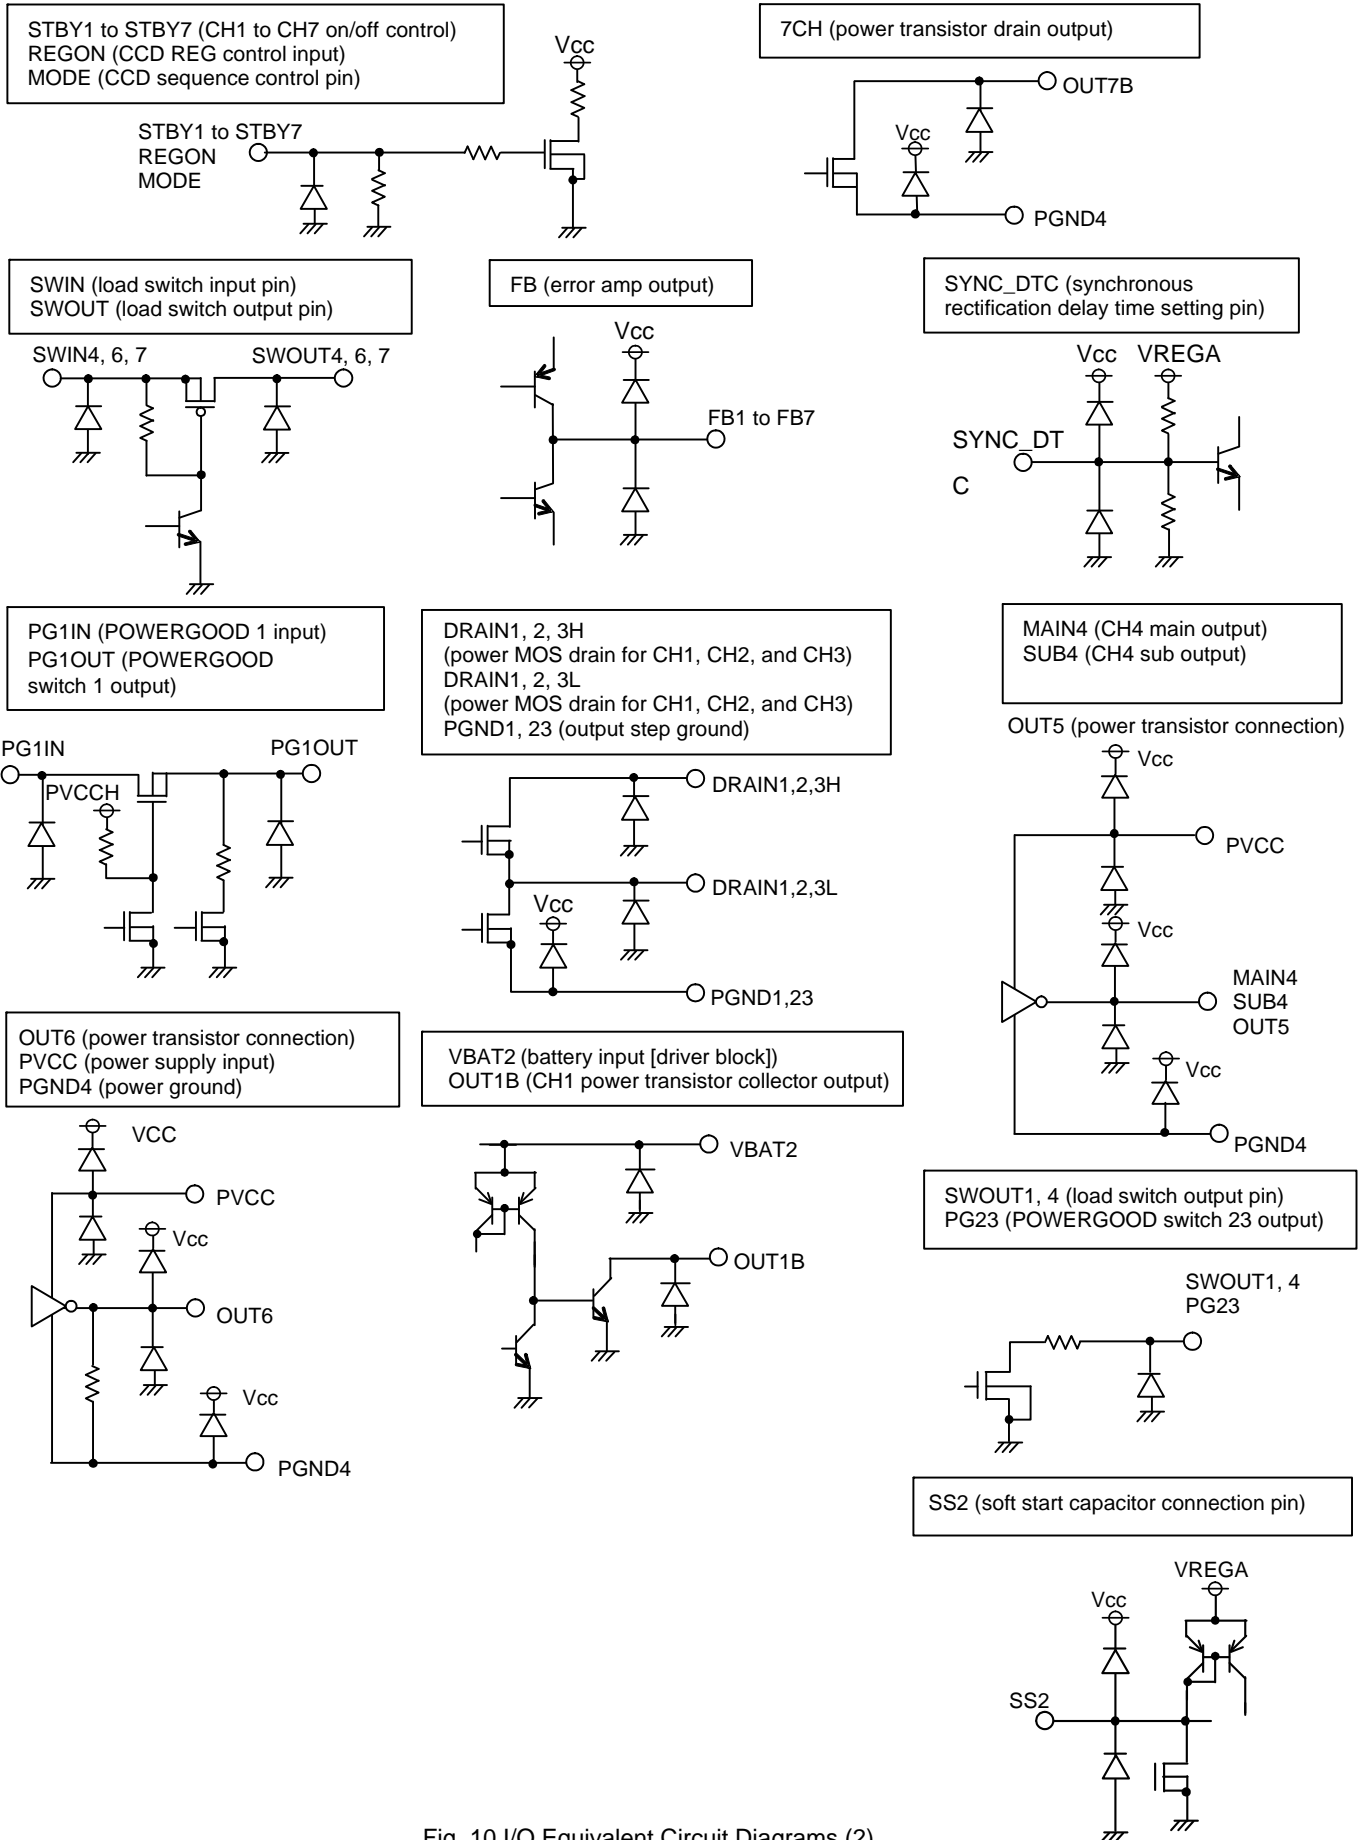 STBY1 to STBY7 (CH1 to CH7 on/off control)
REGON (CCD REG control input)
MODE (CCD sequence control pin)
Vcc
STBY1 to STBY7
REGON
MODE
7CH (power transistor drain output)
OUT7B
Vcc
PGND4
SWIN (load switch input pin)
SWOUT (load switch output pin)
SWIN4, 6, 7
SWOUT4, 6, 7
FB (error amp output)
Vcc
FB1 to FB7
SYNC_DTC (synchronous
rectification delay time setting pin)
Vcc
VREGA
SYNC_DT
C
PG1IN (POWERGOOD 1 input)
PG1OUT (POWERGOOD
switch 1 output)
PG1IN
PG1OUT
PVCCH
DRAIN1, 2, 3H
(power MOS drain for CH1, CH2, and CH3)
DRAIN1, 2, 3L
(power MOS drain for CH1, CH2, and CH3)
PGND1, 23 (output step ground)
DRAIN1,2,3H
DRAIN1,2,3L
Vcc
PGND1,23
MAIN4 (CH4 main output)
SUB4 (CH4 sub output)
OUT5 (power transistor connection)
Vcc
PVCC
Vcc
MAIN4
SUB4
OUT5
Vcc
PGND4
OUT6 (power transistor connection)
PVCC (power supply input)
PGND4 (power ground)
VCC
PVCC
Vcc
OUT6
Vcc
PGND4
VBAT2 (battery input [driver block])
OUT1B (CH1 power transistor collector output)
VBAT2
OUT1B
SWOUT1, 4 (load switch output pin)
PG23 (POWERGOOD switch 23 output)
SWOUT1, 4
PG23
SS2 (soft start capacitor connection pin)
VREGA
Vcc
SS2
Fig. 10 I/O Equivalent Circuit Diagrams (2)